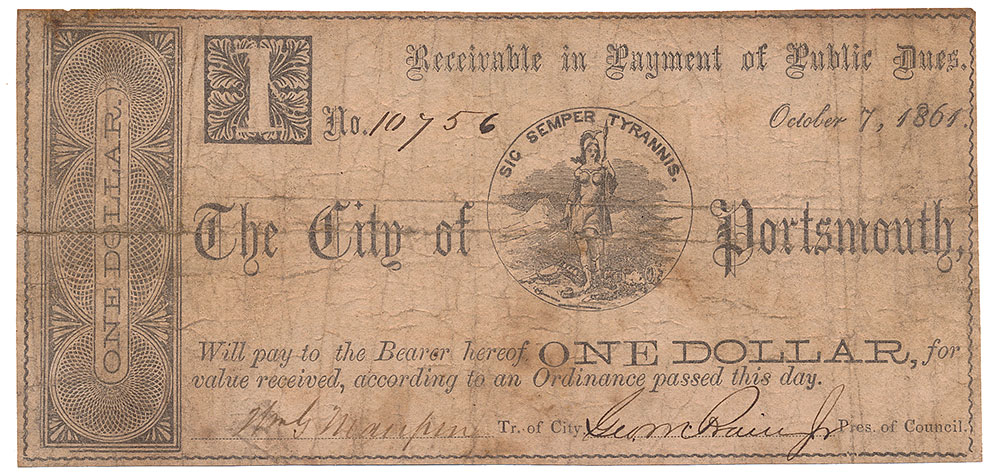 ONE DOLLAR.
1
Receivable in Payment of Public Dues.
No. 10756
October 7, 1861.
SIC SEMPER TYRANNIS.
The City of Portsmouth,
Will pay to the Bearer hereof ONE DOLLAR, for
value received, according to an Ordinance passed this day.
Tr. of City Pres. of Council.